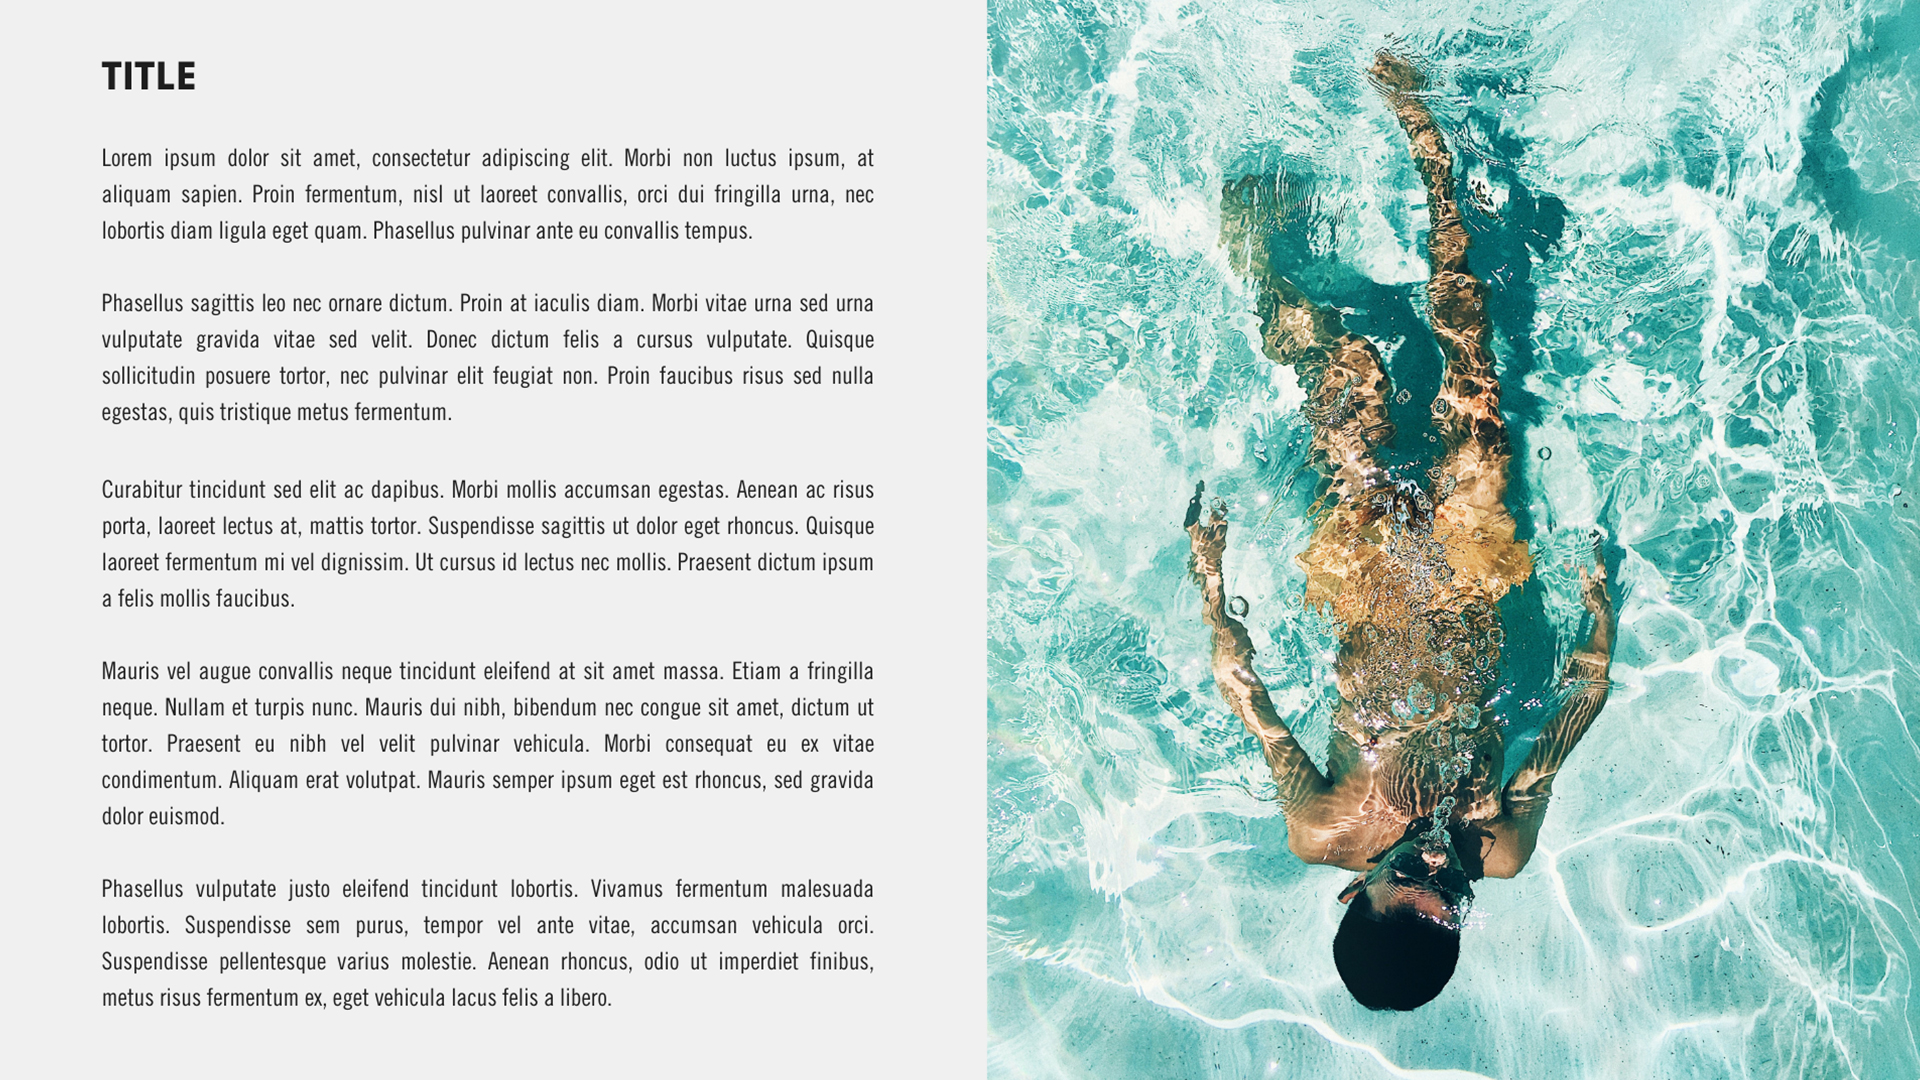 TITLE
Lorem ipsum dolor sit amet, consectetur adipiscing elit. Morbi non luctus ipsum, at
aliquam sapien. Proin fermentum, nisl ut laoreet convallis, orci dui fringilla urna, nec
lobortis diam ligula eget quam. Phasellus pulvinar ante eu convallis tempus.
Phasellus sagittis leo nec ornare dictum. Proin at iaculis diam. Morbi vitae urna sed urna
vulputate gravida vitae sed velit. Donec dictum felis a cursus vulputate. Quisque
sollicitudin posuere tortor, nec pulvinar elit feugiat non. Proin faucibus risus sed nulla
egestas, quis tristique metus fermentum.
Curabitur tincidunt sed elit ac dapibus. Morbi mollis accumsan egestas. Aenean ac risus
porta, laoreet lectus at, mattis tortor. Suspendisse sagittis ut dolor eget rhoncus. Quisque
laoreet fermentum mi vel dignissim. Ut cursus id lectus nec mollis. Praesent dictum ipsum
a felis mollis faucibus.
Mauris vel augue convallis neque tincidunt eleifend at sit amet massa. Etiam a fringilla
neque. Nullam et turpis nunc. Mauris dui nibh, bibendum nec congue sit amet, dictum ut
tortor. Praesent eu nibh vel velit pulvinar vehicula. Morbi consequat eu ex vitae
condimentum. Aliquam erat volutpat. Mauris semper ipsum eget est rhoncus, sed gravida
dolor euismod.
Phasellus vulputate justo eleifend tincidunt lobortis. Vivamus fermentum malesuada
lobortis. Suspendisse sem purus, tempor vel ante vitae, accumsan vehicula orci.
Suspendisse pellentesque varius molestie. Aenean rhoncus, odio ut imperdiet finibus,
metus risus fermentum ex, eget vehicula lacus felis a libero.